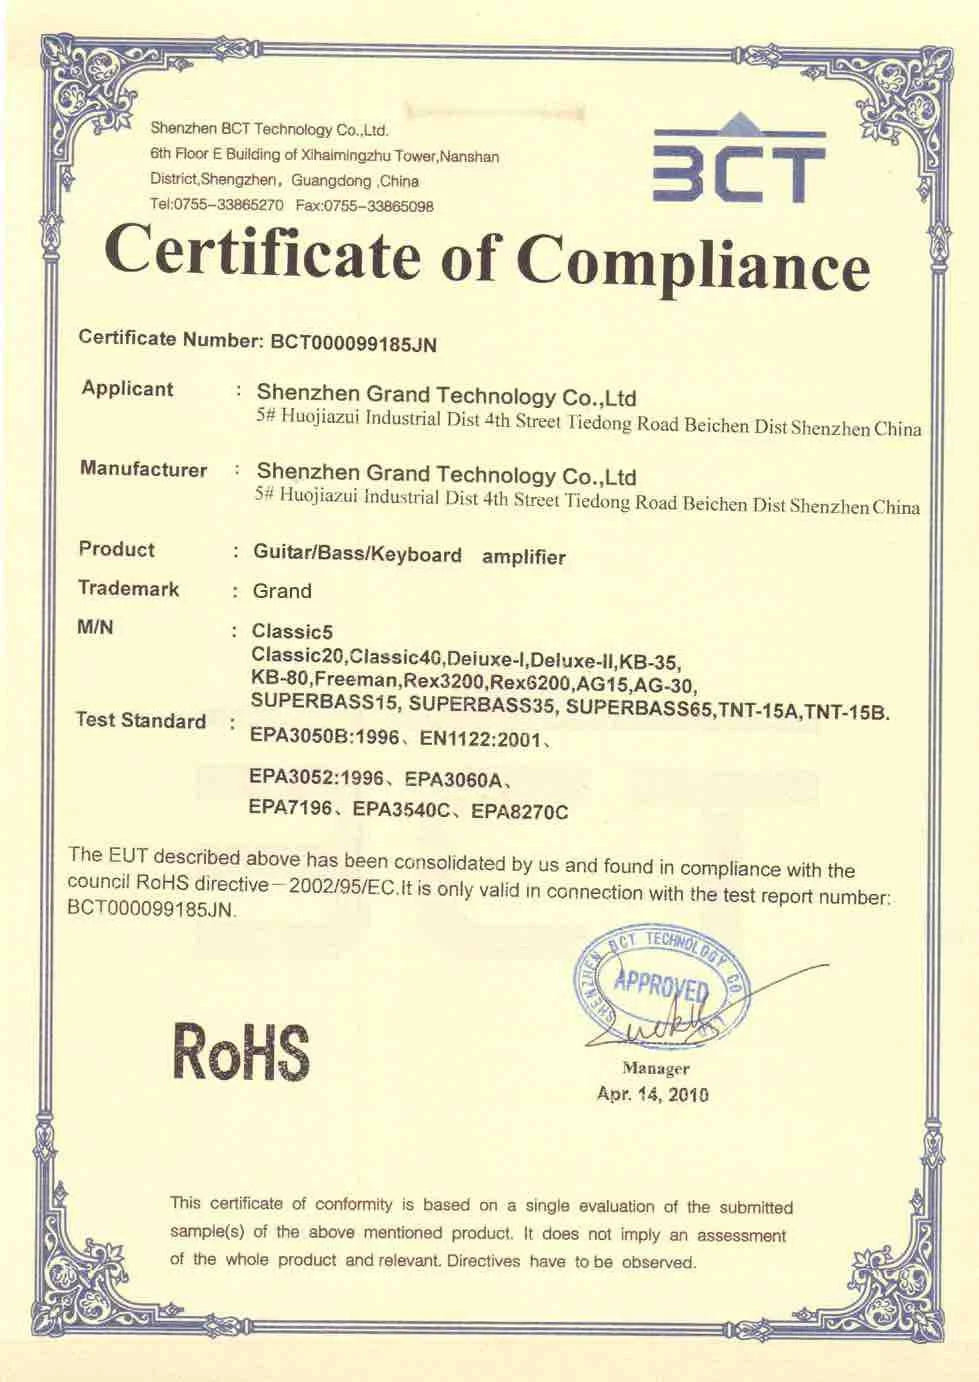 Shenzhen BCT Technology Co.,Ltd.
6th Floor E Building of Xihaimingzhu Tower,Nanshan
District,Shengzhen, Guangdong ,China
Tel:0755-33865270 Fax:0755-33865098
BCT
Certificate of Compliance
Certificate Number: BCT000099185JN
Applicant : Shenzhen Grand Technology Co.,Ltd
5# Huojiazui Industrial Dist 4th Street Tiedong Road Beichen Dist Shenzhen China
Manufacturer : Shenzhen Grand Technology Co.,Ltd
5# Huojiazui Industrial Dist 4th Street Tiedong Road Beichen Dist Shenzhen China
Product : Guitar/Bass/Keyboard amplifier
Trademark : Grand
M/N : Classic5
Classic20,Classic40,Deluxe-I,Deluxe-II,KB-35,
KB-80,Freeman,Rex3200,Rex6200,AG15,AG-30,
SUPERBASS15, SUPERBASS35, SUPERBASS65,TNT-15A,TNT-15B.
Test Standard : EPA3050B:1996、EN1122:2001、
EPA3052:1996、EPA3060A、
EPA7196、EPA3540C、EPA8270C
The EUT described above has been consolidated by us and found in compliance with the
council RoHS directive-2002/95/EC.It is only valid in connection with the test report number:
BCT000099185JN.
SHENZHEN BCT TECHNOLOGY CO., LTD
APPROVED
RoHS
Manager
Apr. 14, 2010
This certificate of conformity is based on a single evaluation of the submitted
sample(s) of the above mentioned product. It does not imply an assessment
of the whole product and relevant. Directives have to be observed.